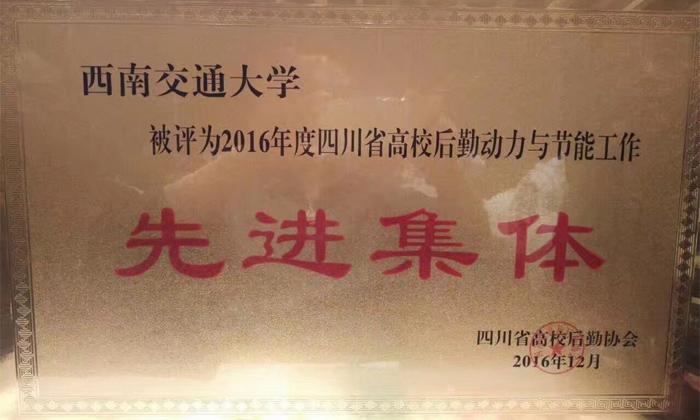 西南交通大学
被评为2016年度四川省高校后勤动力与节能工作
先进集体
四川省高校后勤协会
2016年12月